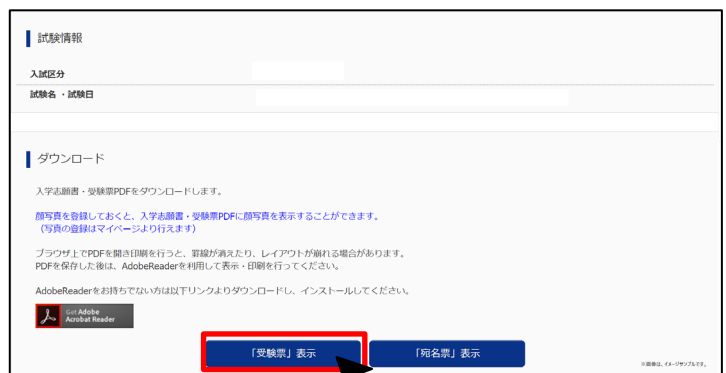 試験情報
入試区分
試験名 ・試験日
ダウンロード
入学志願書・受験票PDFをダウンロードします。
顔写真を登録しておくと、入学志願書・受験票PDFに顔写真を表示することができます。
（写真の登録はマイページより行えます）
ブラウザ上でPDFを開き印刷を行うと、罫線が消えたり、レイアウトが崩れる場合があります。
PDFを保存した後は、AdobeReaderを利用して表示・印刷を行ってください。
AdobeReaderをお持ちでない方は以下リンクよりダウンロードし、インストールしてください。
Get Adobe
Acrobat Reader
「受験票」表示 「宛名票」表示
※画像は、イメージサンプルです。